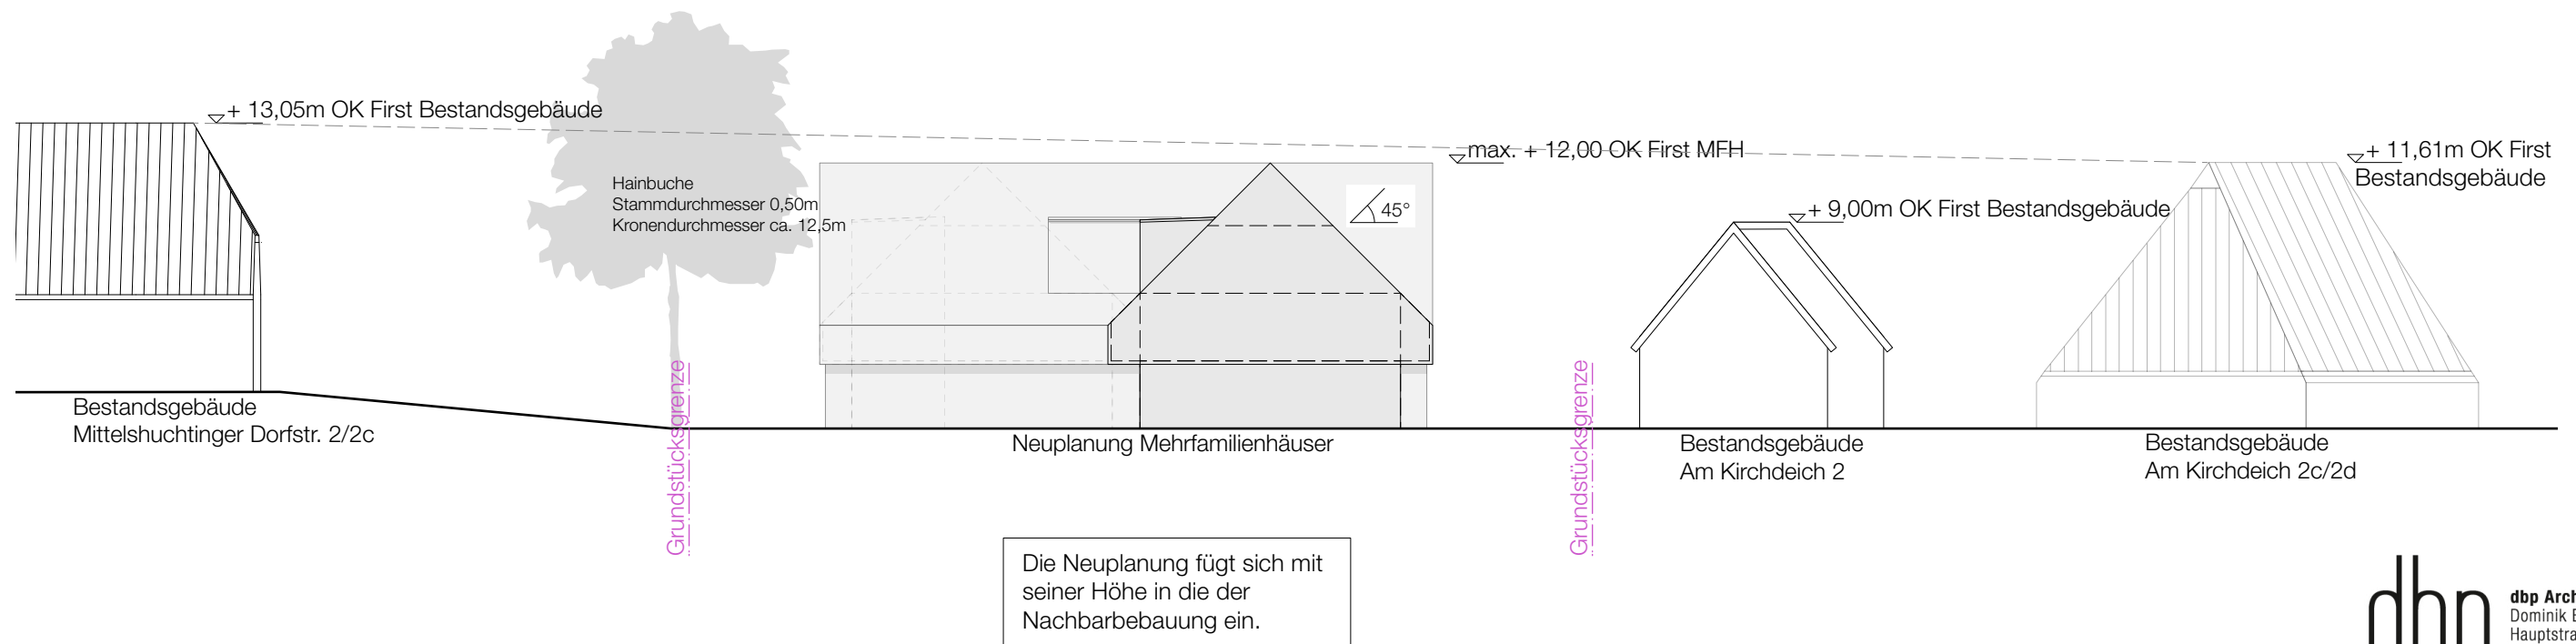 + 13,05m OK First Bestandsgebäude
max. + 12,00 OK First MFH
+ 11,61m OK First
Bestandsgebäude
Hainbuche
Stammdurchmesser 0,50m
Kronendurchmesser ca. 12,5m
45°
+ 9,00m OK First Bestandsgebäude
Grundstücksgrenze
Grundstücksgrenze
Bestandsgebäude
Mittelshuchtinger Dorfstr. 2/2c
Neuplanung Mehrfamilienhäuser
Bestandsgebäude
Am Kirchdeich 2
Bestandsgebäude
Am Kirchdeich 2c/2d
Die Neuplanung fügt sich mit
seiner Höhe in die der
Nachbarbebauung ein.
dbp
Dominik